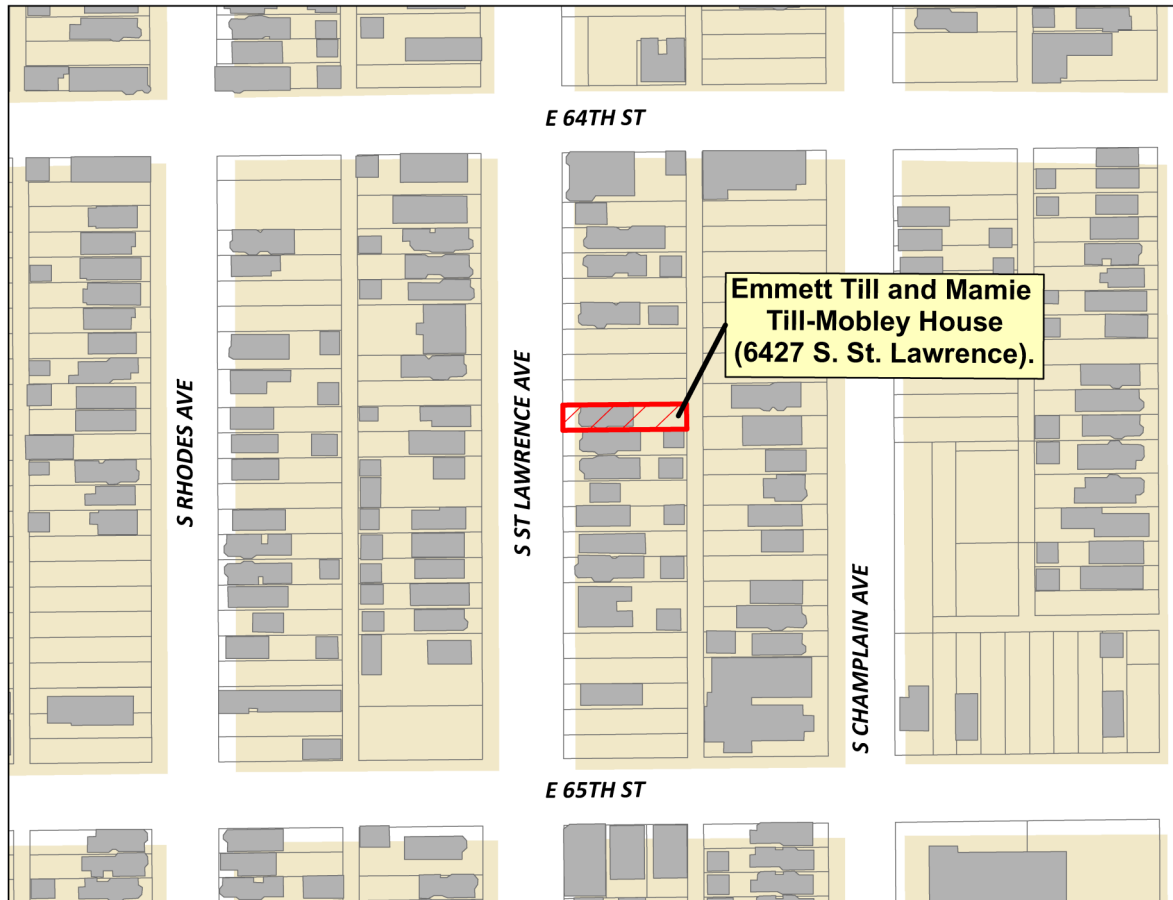 E 64TH ST
Emmett Till and Mamie
Till-Mobley House
(6427 S. St. Lawrence).
S RHODES AVE
S ST LAWRENCE AVE
S CHAMPLAIN AVE
E 65TH ST